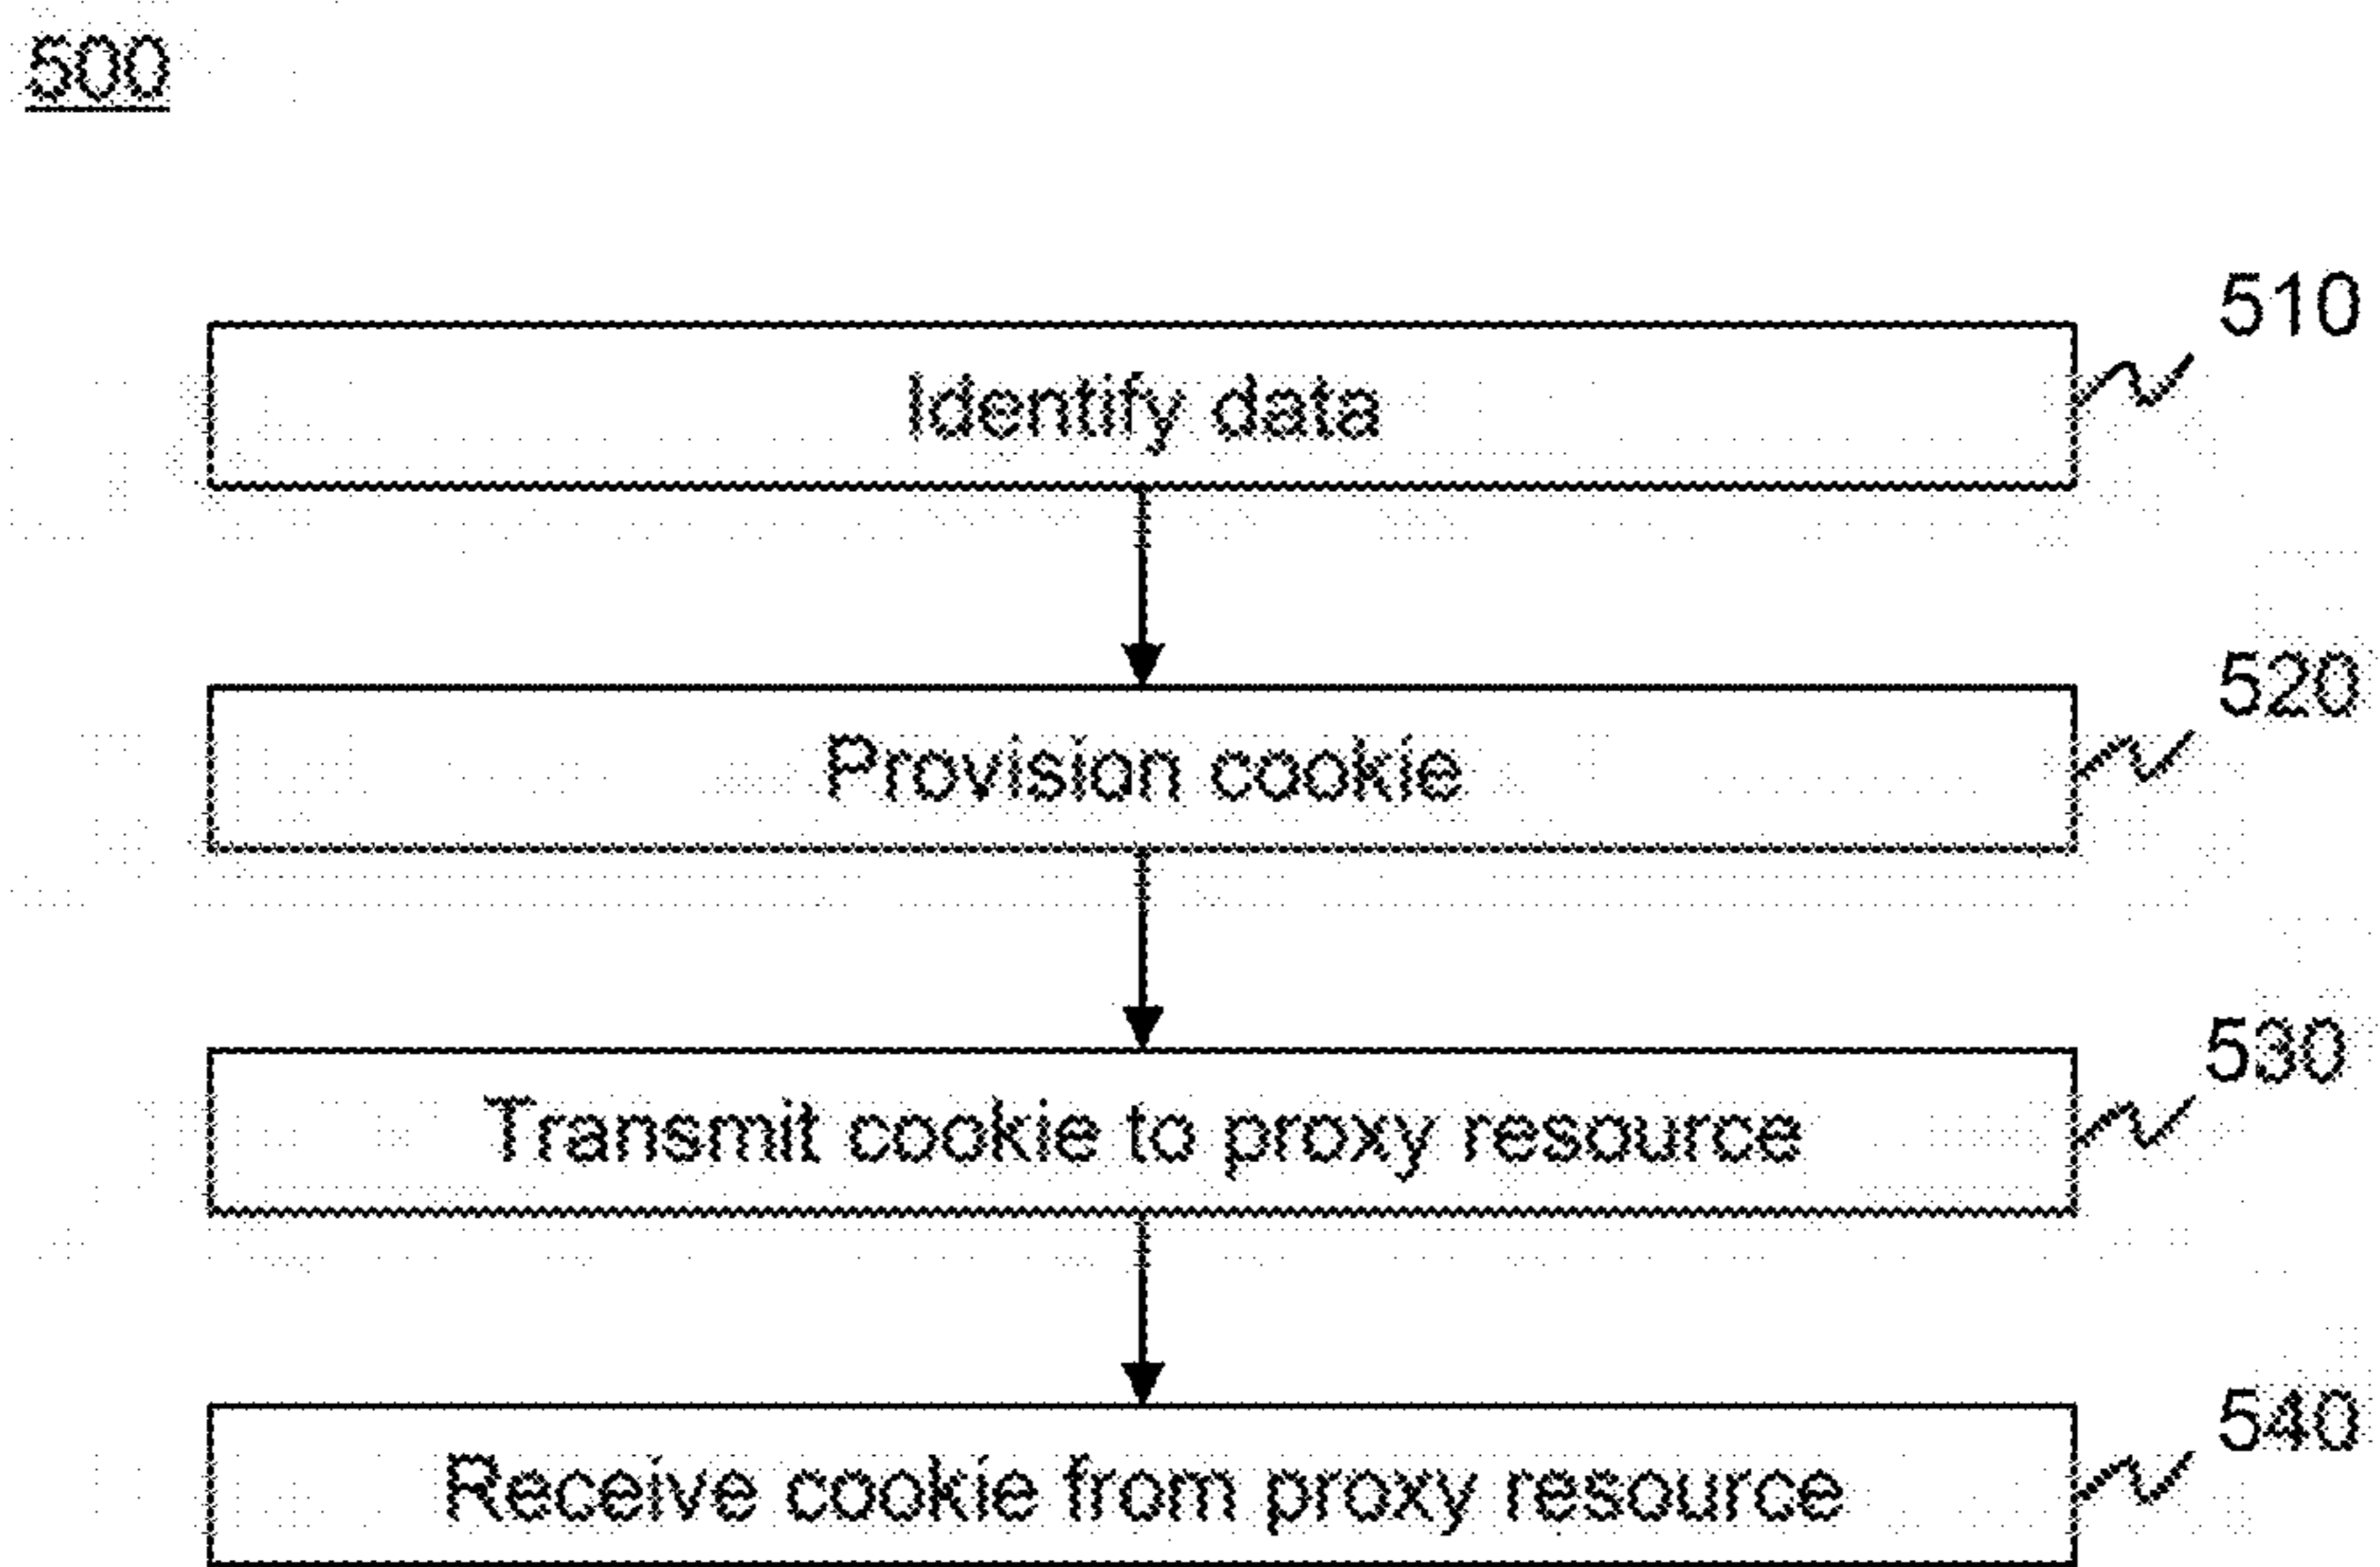 500
510
Identify data
520
Provision cookie
530
Transmit cookie to proxy resource
540
Receive cookie from proxy resource